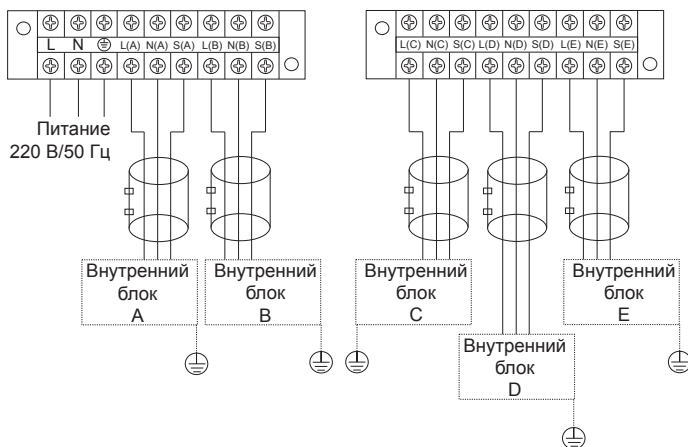 L N L(A) N(A) S(A) L(B) N(B) S(B)
L(C) N(C) S(C) L(D) N(D) S(D) L(E) N(E) S(E)
Питание
220 В/50 Гц
Внутренний
блок
A
Внутренний
блок
B
Внутренний
блок
C
Внутренний
блок
D
Внутренний
блок
E